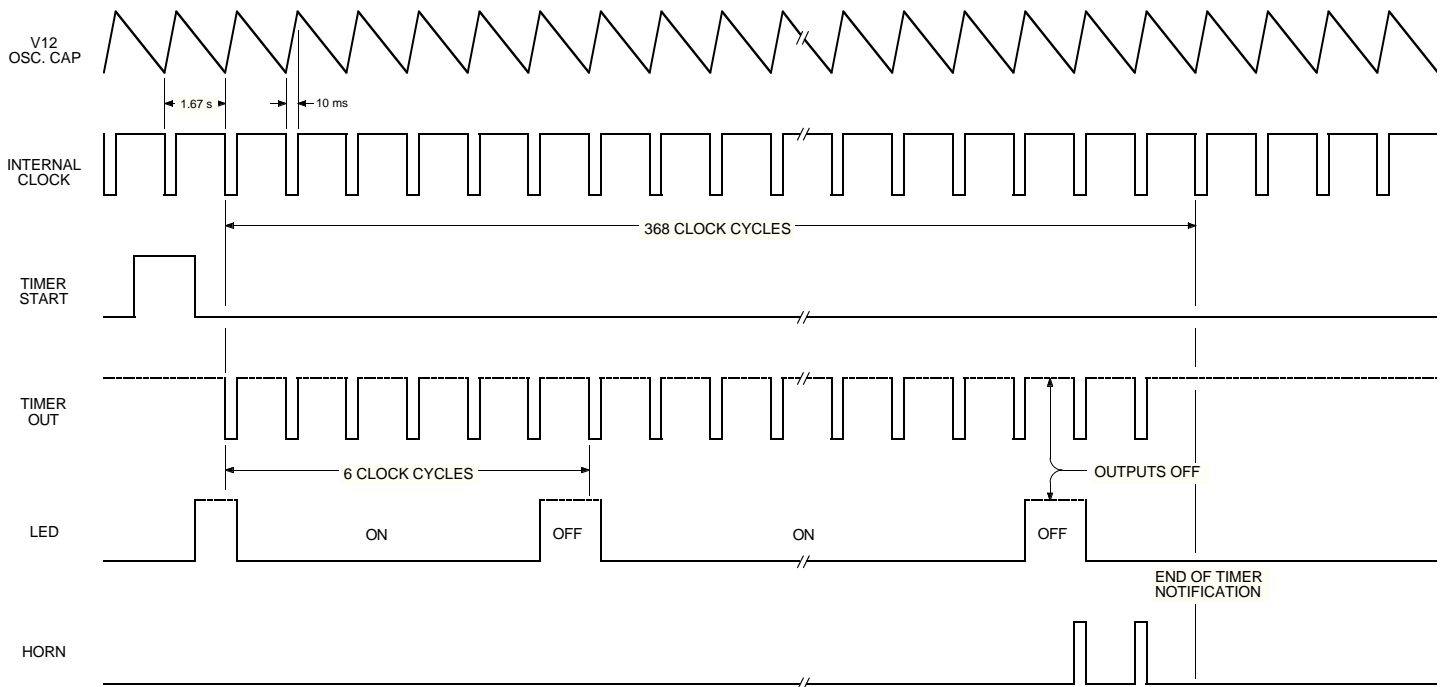 V12
OSC. CAP
1.67 s
10 ms
INTERNAL
CLOCK
368 CLOCK CYCLES
TIMER
START
TIMER
OUT
6 CLOCK CYCLES
OUTPUTS OFF
LED
ON
OFF
ON
OFF
END OF TIMER
NOTIFICATION
HORN